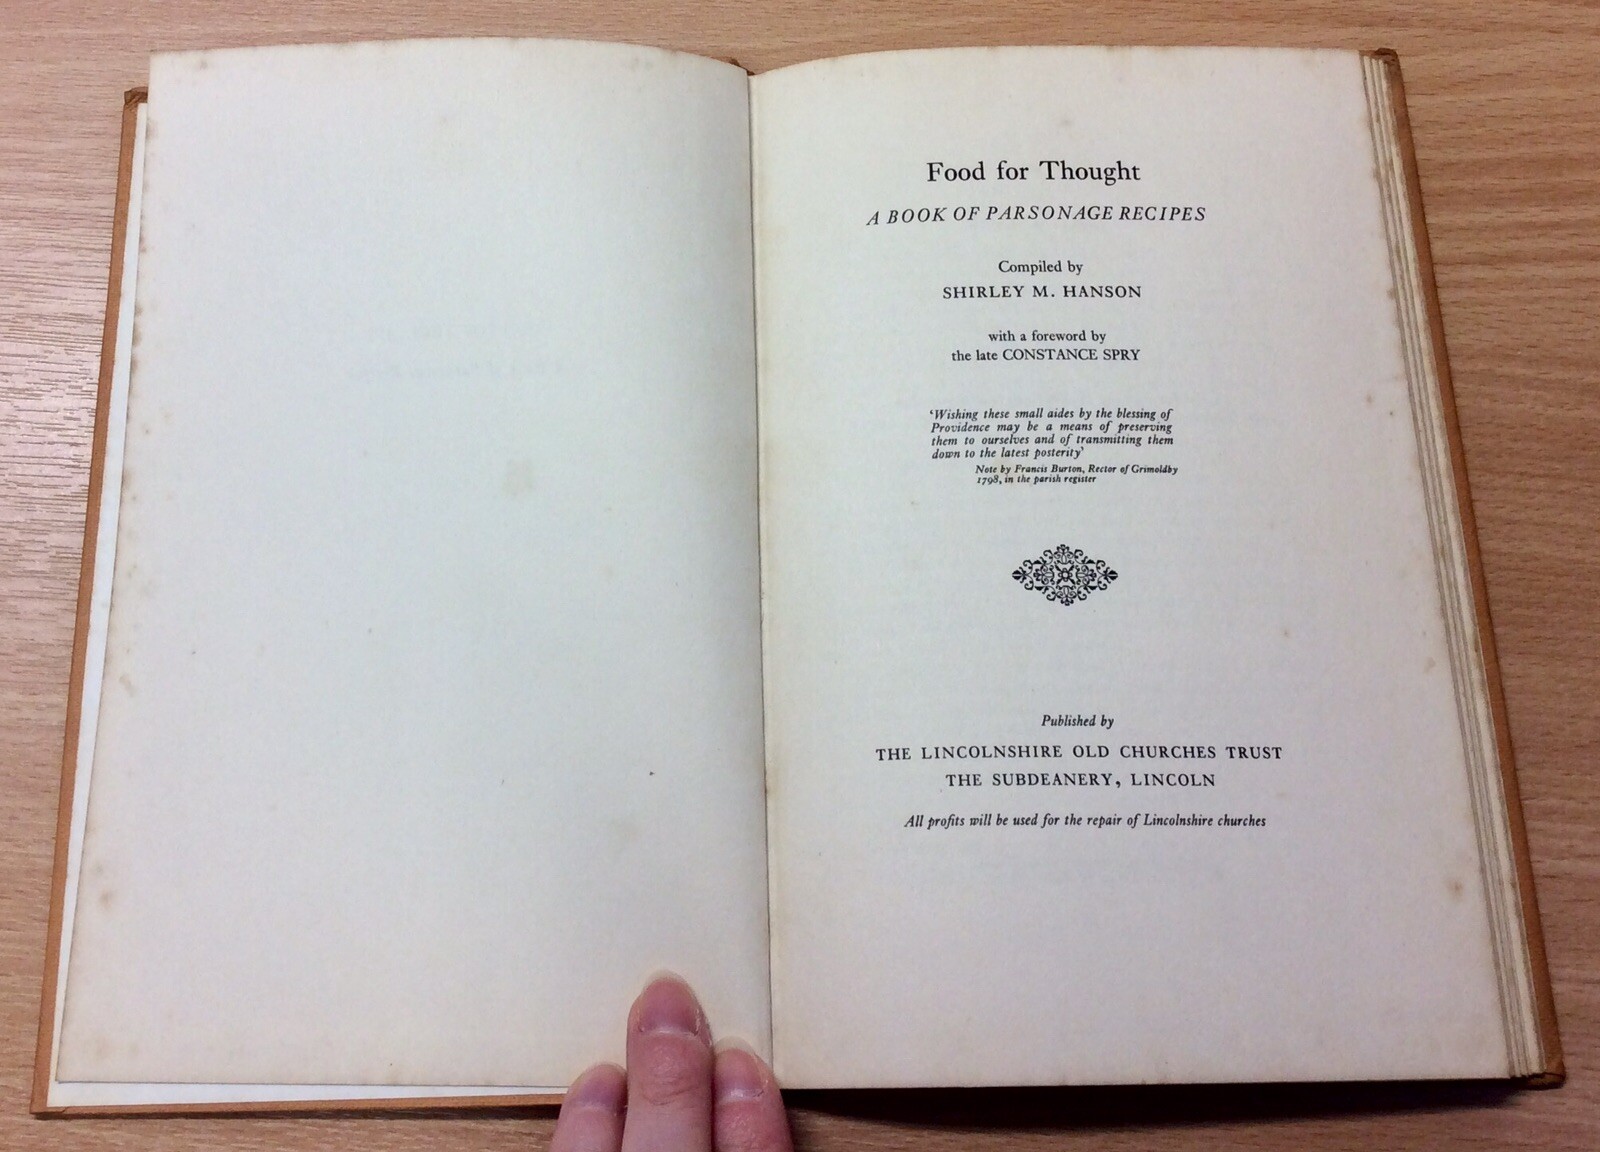 Food for Thought
A BOOK OF PARSONAGE RECIPES
Compiled by
SHIRLEY M. HANSON
with a foreword by
the late CONSTANCE SPRY
‘Wishing these small aides by the blessing of
Providence may be a means of preserving
them to ourselves and of transmitting them
down to the latest posterity’
Note by Francis Burton, Rector of Grimoldby
1798, in the parish register
Published by
THE LINCOLNSHIRE OLD CHURCHES TRUST
THE SUBDEANERY, LINCOLN
All profits will be used for the repair of Lincolnshire churches